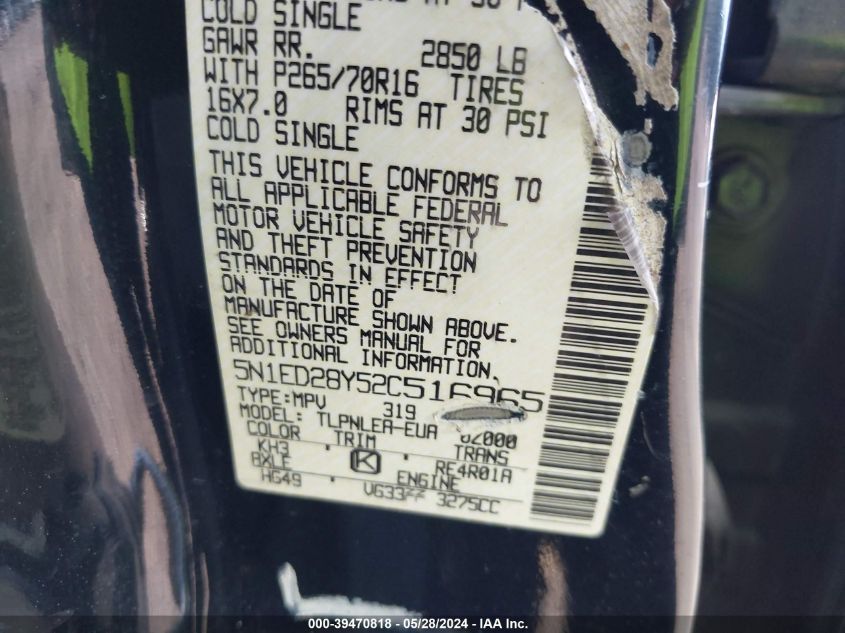 COLD SINGLE
GAWR RR. 2850 LB
WITH P265/70R16 TIRES
16X7.0 RIMS AT 30 PSI
COLD SINGLE
THIS VEHICLE CONFORMS TO
ALL APPLICABLE FEDERAL
MOTOR VEHICLE SAFETY
AND THEFT PREVENTION
STANDARDS IN EFFECT
ON THE DATE OF
MANUFACTURE SHOWN ABOVE.
SEE OWNERS MANUAL FOR
ADDITIONAL INFORMATION.
5N1ED28Y52C516965
TYPE:MPV 319
MODEL: TLPNLEA-EUA 02000
COLOR TRIM TRANS
KH3 K RE4R01A
AXLE ENGINE
HG49 VG33 3275CC
000-39470818 / 05/28/2024 - IAA Inc.